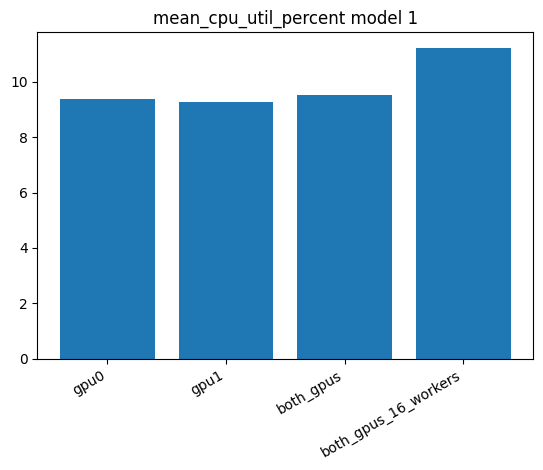 mean_cpu_util_percent model 1
10
8
6
4
2
0
gpu0
gpu1
both_gpus
both_gpus_16_workers